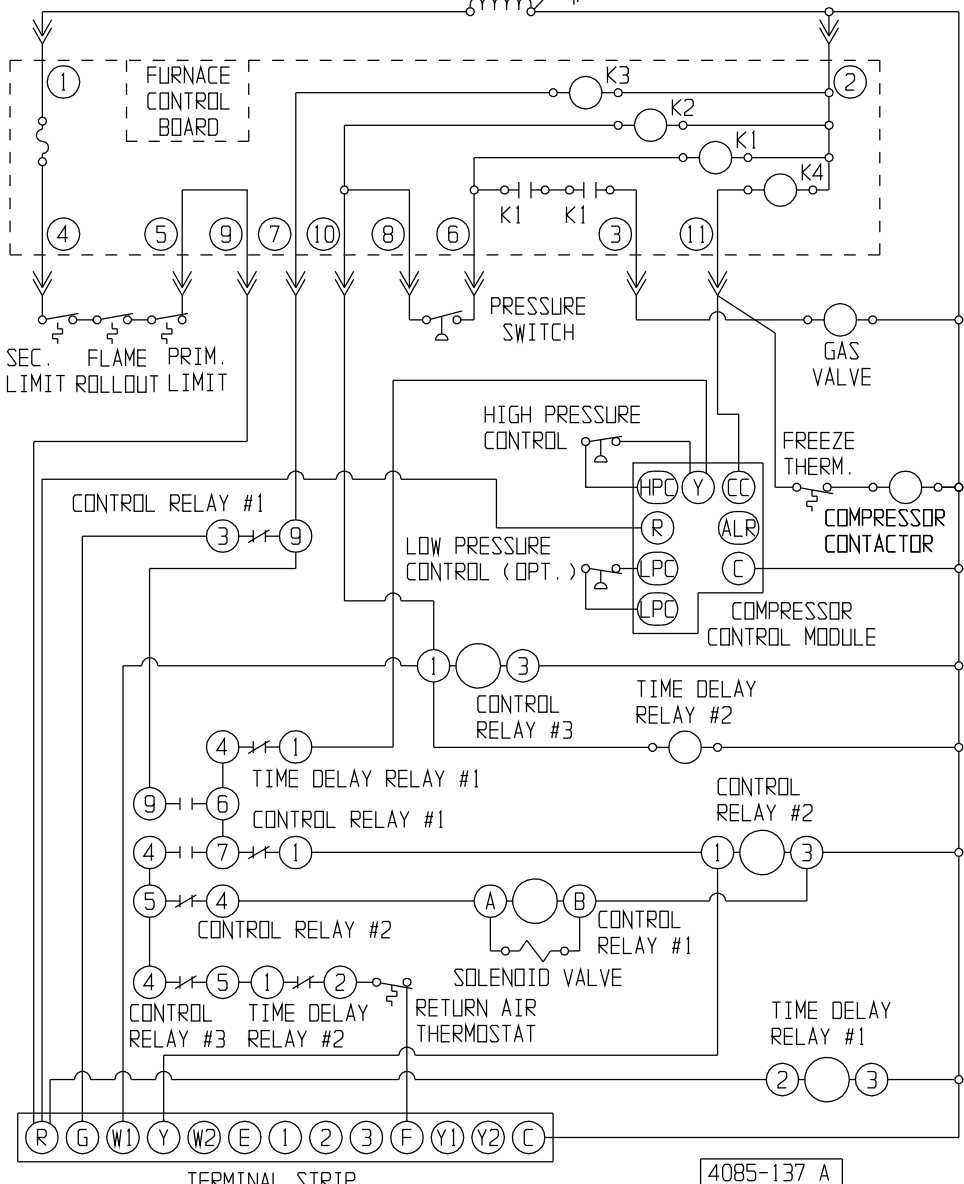 K3
1
FURNACE
CONTROL
BOARD
2
K2
K1
K4
K1 K1
4 5 9 7 10 8 6 3 11
PRESSURE
SWITCH
SEC. FLAME PRIM.
LIMIT ROLLOUT LIMIT
GAS
VALVE
HIGH PRESSURE
CONTROL
FREEZE
THERM.
HPC Y CC
CONTROL RELAY #1
3 9
R ALR
COMPRESSOR
CONTACTOR
LOW PRESSURE
CONTROL (OPT.)
LPC C
LPC
COMPRESSOR
CONTROL MODULE
1 3
CONTROL
RELAY #3
TIME DELAY
RELAY #2
4 1
TIME DELAY RELAY #1
9 6
CONTROL RELAY #1
CONTROL
RELAY #2
4 7 1 1 3
5 4 A B
CONTROL RELAY #2
CONTROL
RELAY #1
SOLENOID VALVE
4 5 1 2
CONTROL
RELAY #3
TIME DELAY
RELAY #2
RETURN AIR
THERMOSTAT
TIME DELAY
RELAY #1
2 3
R G W1 Y W2 E 1 2 3 F Y1 Y2 C
TERMINAL STRIP
4085-137 A